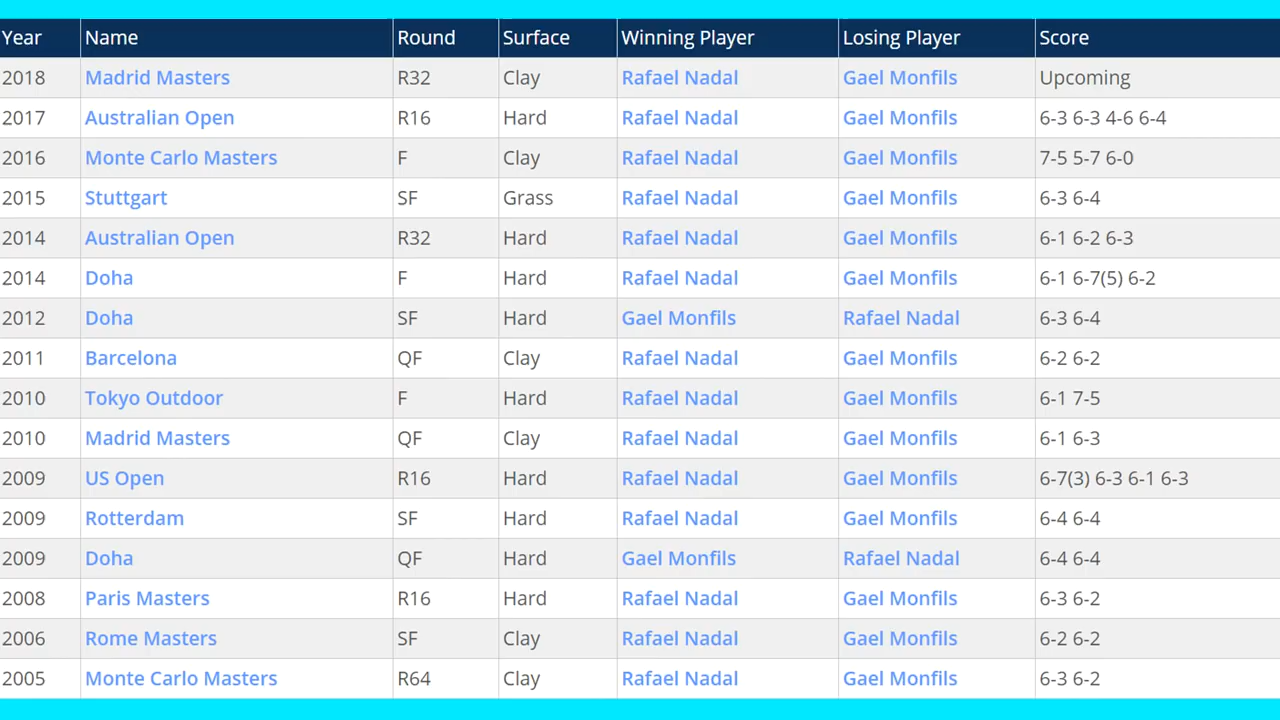 Year Name Round Surface Winning Player Losing Player Score
2018 Madrid Masters R32 Clay Rafael Nadal Gael Monfils Upcoming
2017 Australian Open R16 Hard Rafael Nadal Gael Monfils 6-3 6-3 4-6 6-4
2016 Monte Carlo Masters F Clay Rafael Nadal Gael Monfils 7-5 5-7 6-0
2015 Stuttgart SF Grass Rafael Nadal Gael Monfils 6-3 6-4
2014 Australian Open R32 Hard Rafael Nadal Gael Monfils 6-1 6-2 6-3
2014 Doha F Hard Rafael Nadal Gael Monfils 6-1 6-7(5) 6-2
2012 Doha SF Hard Gael Monfils Rafael Nadal 6-3 6-4
2011 Barcelona QF Clay Rafael Nadal Gael Monfils 6-2 6-2
2010 Tokyo Outdoor F Hard Rafael Nadal Gael Monfils 6-1 7-5
2010 Madrid Masters QF Clay Rafael Nadal Gael Monfils 6-1 6-3
2009 US Open R16 Hard Rafael Nadal Gael Monfils 6-7(3) 6-3 6-1 6-3
2009 Rotterdam SF Hard Rafael Nadal Gael Monfils 6-4 6-4
2009 Doha QF Hard Gael Monfils Rafael Nadal 6-4 6-4
2008 Paris Masters R16 Hard Rafael Nadal Gael Monfils 6-3 6-2
2006 Rome Masters SF Clay Rafael Nadal Gael Monfils 6-2 6-2
2005 Monte Carlo Masters R64 Clay Rafael Nadal Gael Monfils 6-3 6-2